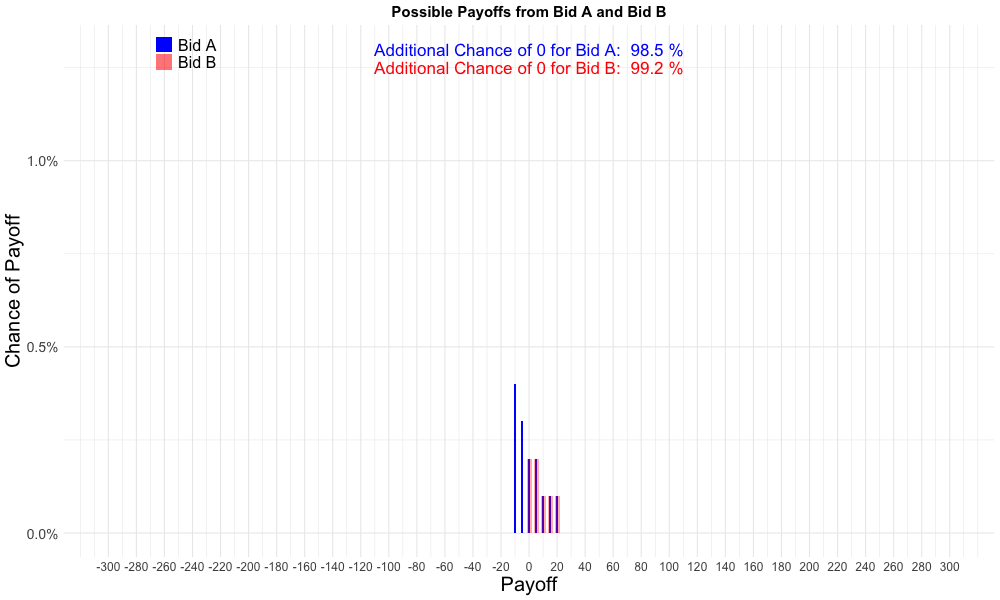 Possible Payoffs from Bid A and Bid B
Bid A
Bid B
Additional Chance of 0 for Bid A: 98.5 %
Additional Chance of 0 for Bid B: 99.2 %
Chance of Payoff
1.0%
0.5%
0.0%
-300 -280 -260 -240 -220 -200 -180 -160 -140 -120 -100 -80 -60 -40 -20 0 20 40 60 80 100 120 140 160 180 200 220 240 260 280 300
Payoff